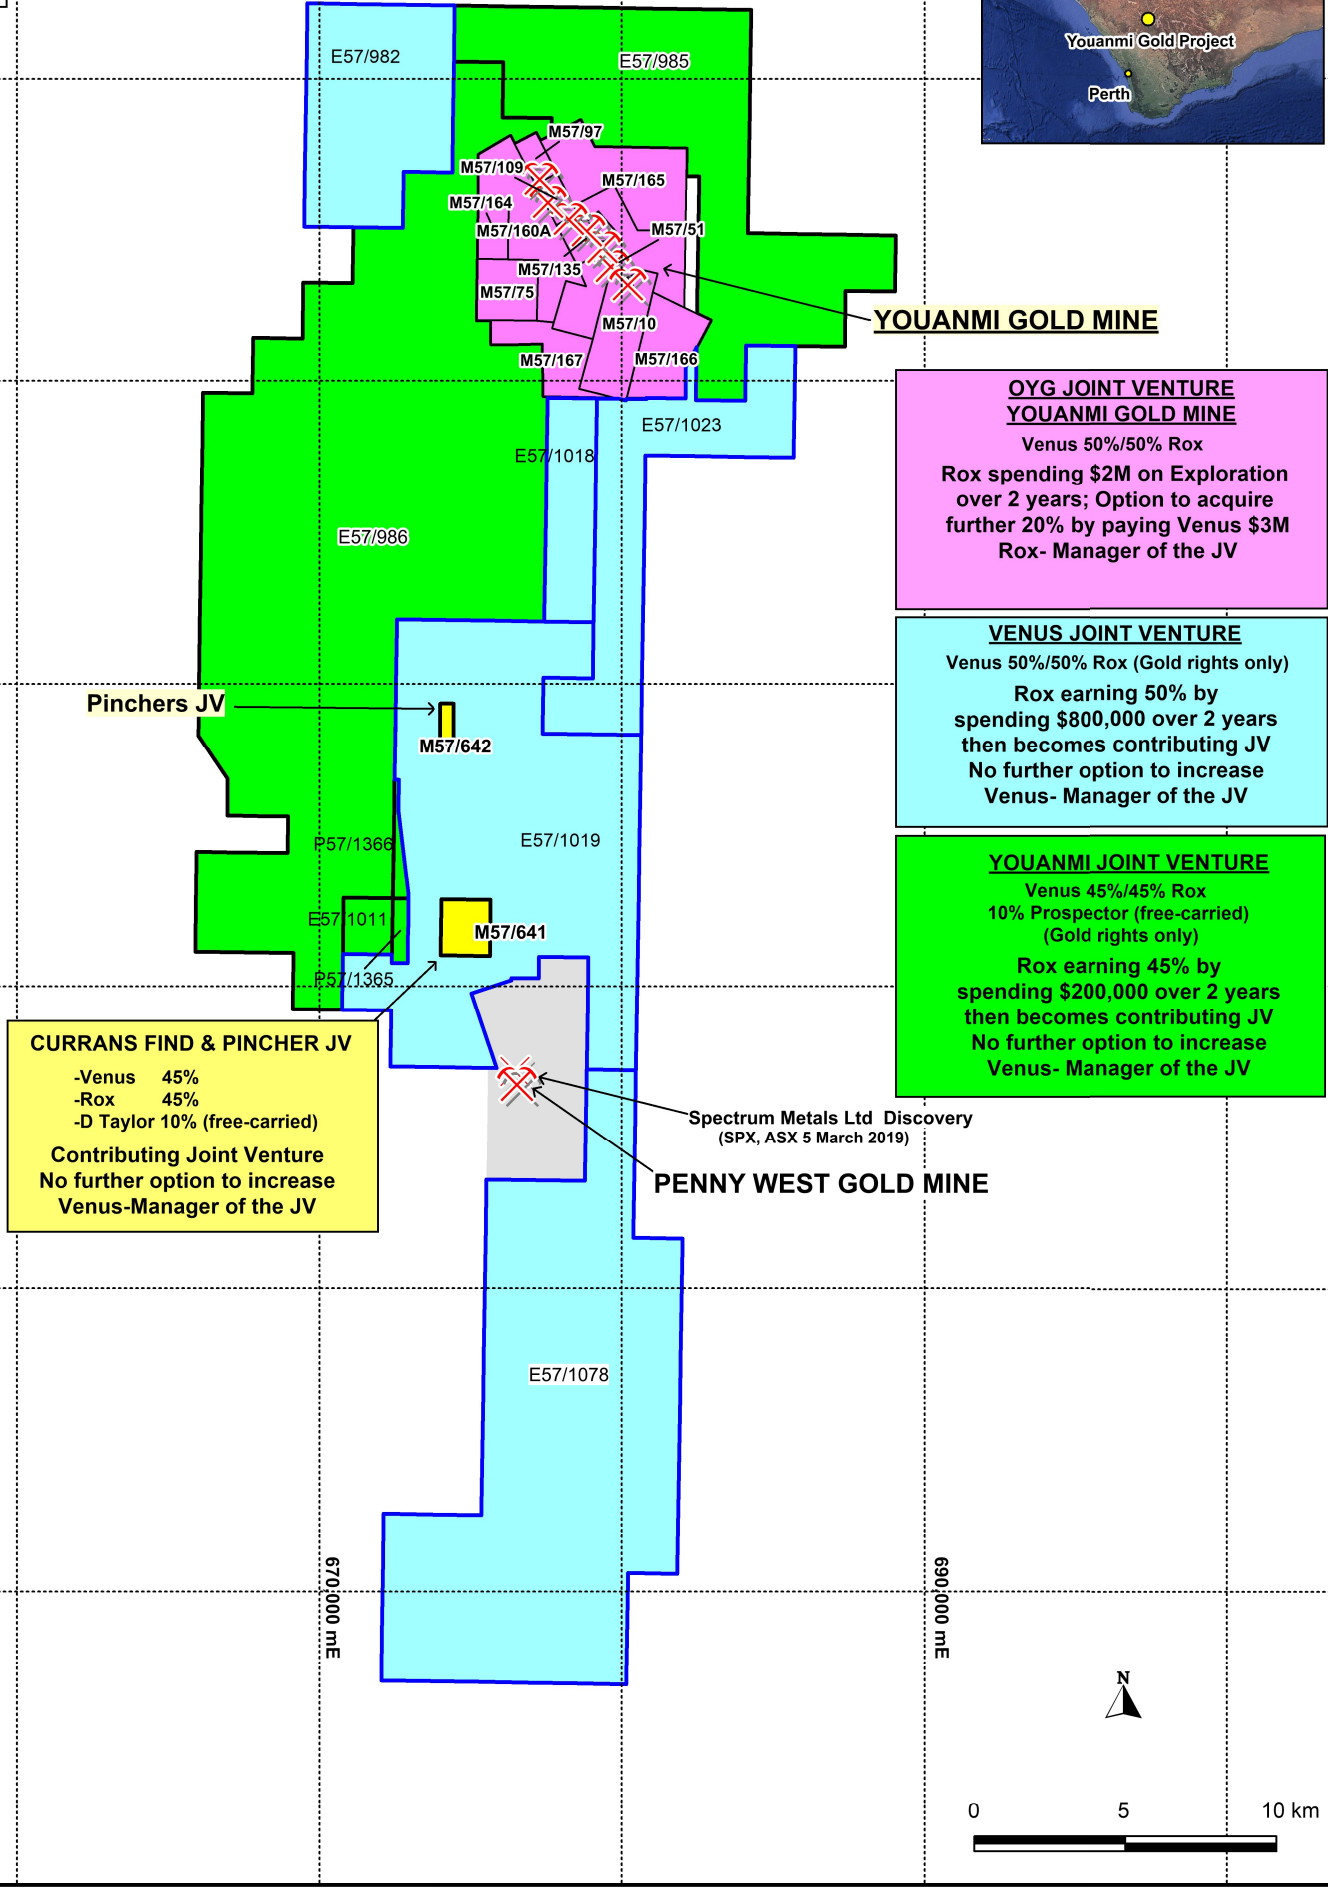 Youanmi Gold Project
Perth
E57/982
E57/985
M57/97
M57/109
M57/165
M57/164
M57/160A
M57/51
M57/135
M57/75
M57/10
M57/167
M57/166
YOUANMI GOLD MINE
E57/1023
E57/1018
E57/986
OYG JOINT VENTURE
YOUANMI GOLD MINE
Venus 50%/50% Rox
Rox spending $2M on Exploration
over 2 years; Option to acquire
further 20% by paying Venus $3M
Rox- Manager of the JV
VENUS JOINT VENTURE
Venus 50%/50% Rox (Gold rights only)
Rox earning 50% by
spending $800,000 over 2 years
then becomes contributing JV
No further option to increase
Venus- Manager of the JV
Pinchers JV
M57/642
P57/1366
E57/1019
E57/1011
M57/641
P57/1365
YOUANMI JOINT VENTURE
Venus 45%/45% Rox
10% Prospector (free-carried)
(Gold rights only)
Rox earning 45% by
spending $200,000 over 2 years
then becomes contributing JV
No further option to increase
Venus- Manager of the JV
CURRANS FIND & PINCHER JV
-Venus 45%
-Rox 45%
-D Taylor 10% (free-carried)
Contributing Joint Venture
No further option to increase
Venus-Manager of the JV
Spectrum Metals Ltd Discovery
(SPX, ASX 5 March 2019)
PENNY WEST GOLD MINE
E57/1078
670 000 mE
690 000 mE
N
0 5 10 km